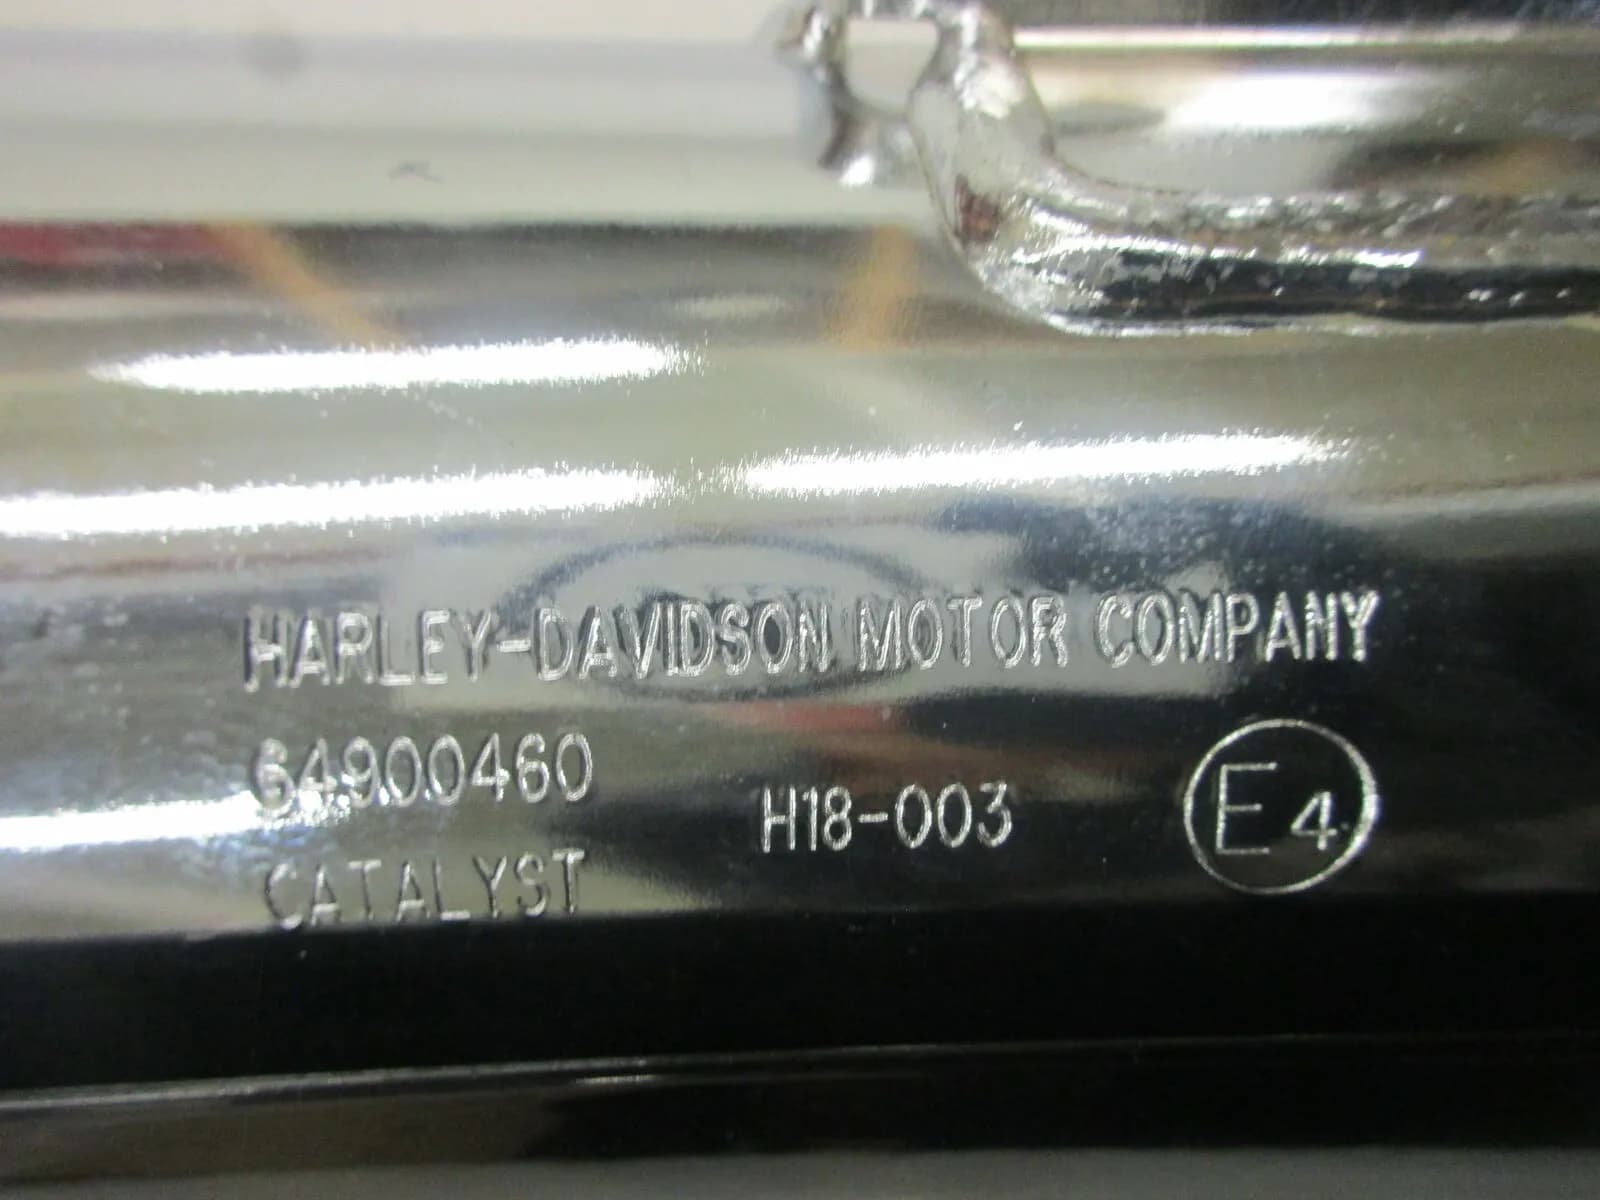 HARLEY-DAVIDSON MOTOR COMPANY
64900460
H18-003
E4
CATALYST